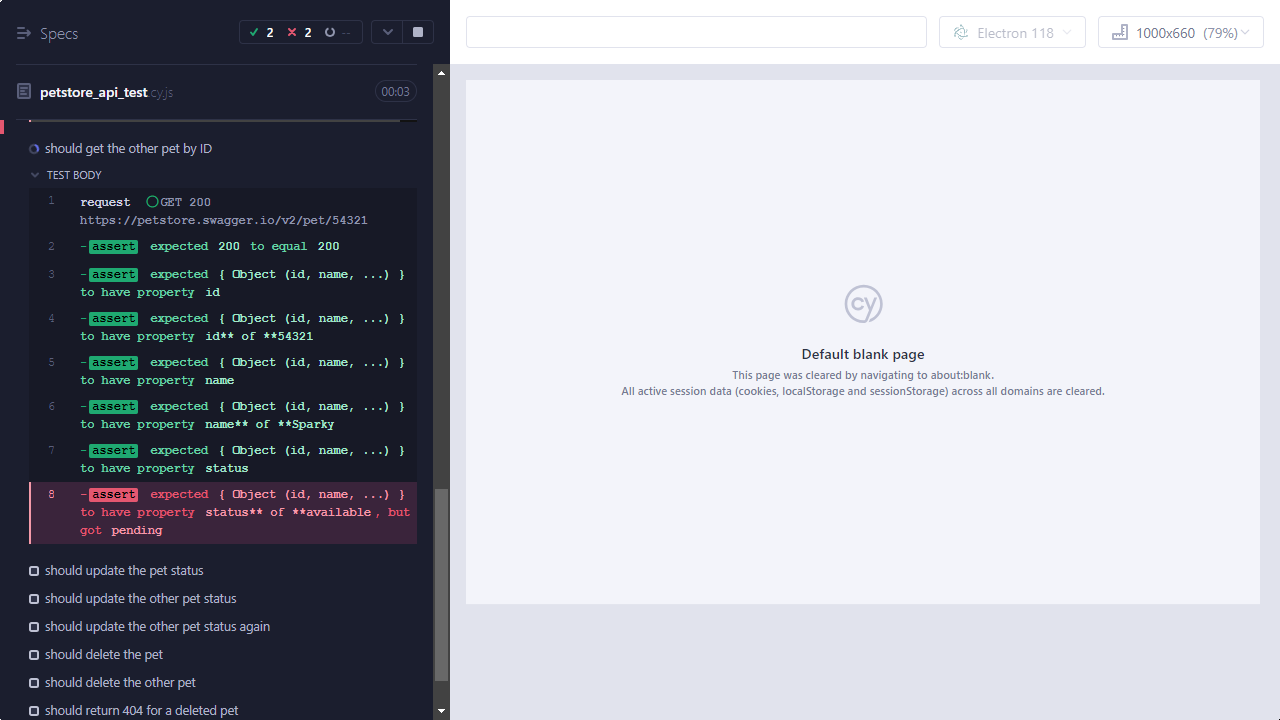 Specs
2
2
--
Electron 118
1000x660 (79%)
petstore_api_test.cy.js
00:03
should get the other pet by ID
TEST BODY
1 request GET 200
https://petstore.swagger.io/v2/pet/54321
2 -assert expected 200 to equal 200
3 -assert expected { Object (id, name, ...) }
to have property id
4 -assert expected { Object (id, name, ...) }
to have property id** of **54321
5 -assert expected { Object (id, name, ...) }
to have property name
6 -assert expected { Object (id, name, ...) }
to have property name** of **Sparky
7 -assert expected { Object (id, name, ...) }
to have property status
8 -assert expected { Object (id, name, ...) }
to have property status** of **available, but
got pending
should update the pet status
should update the other pet status
should update the other pet status again
should delete the pet
should delete the other pet
should return 404 for a deleted pet
cy
Default blank page
This page was cleared by navigating to about:blank.
All active session data (cookies, localStorage and sessionStorage) across all domains are cleared.